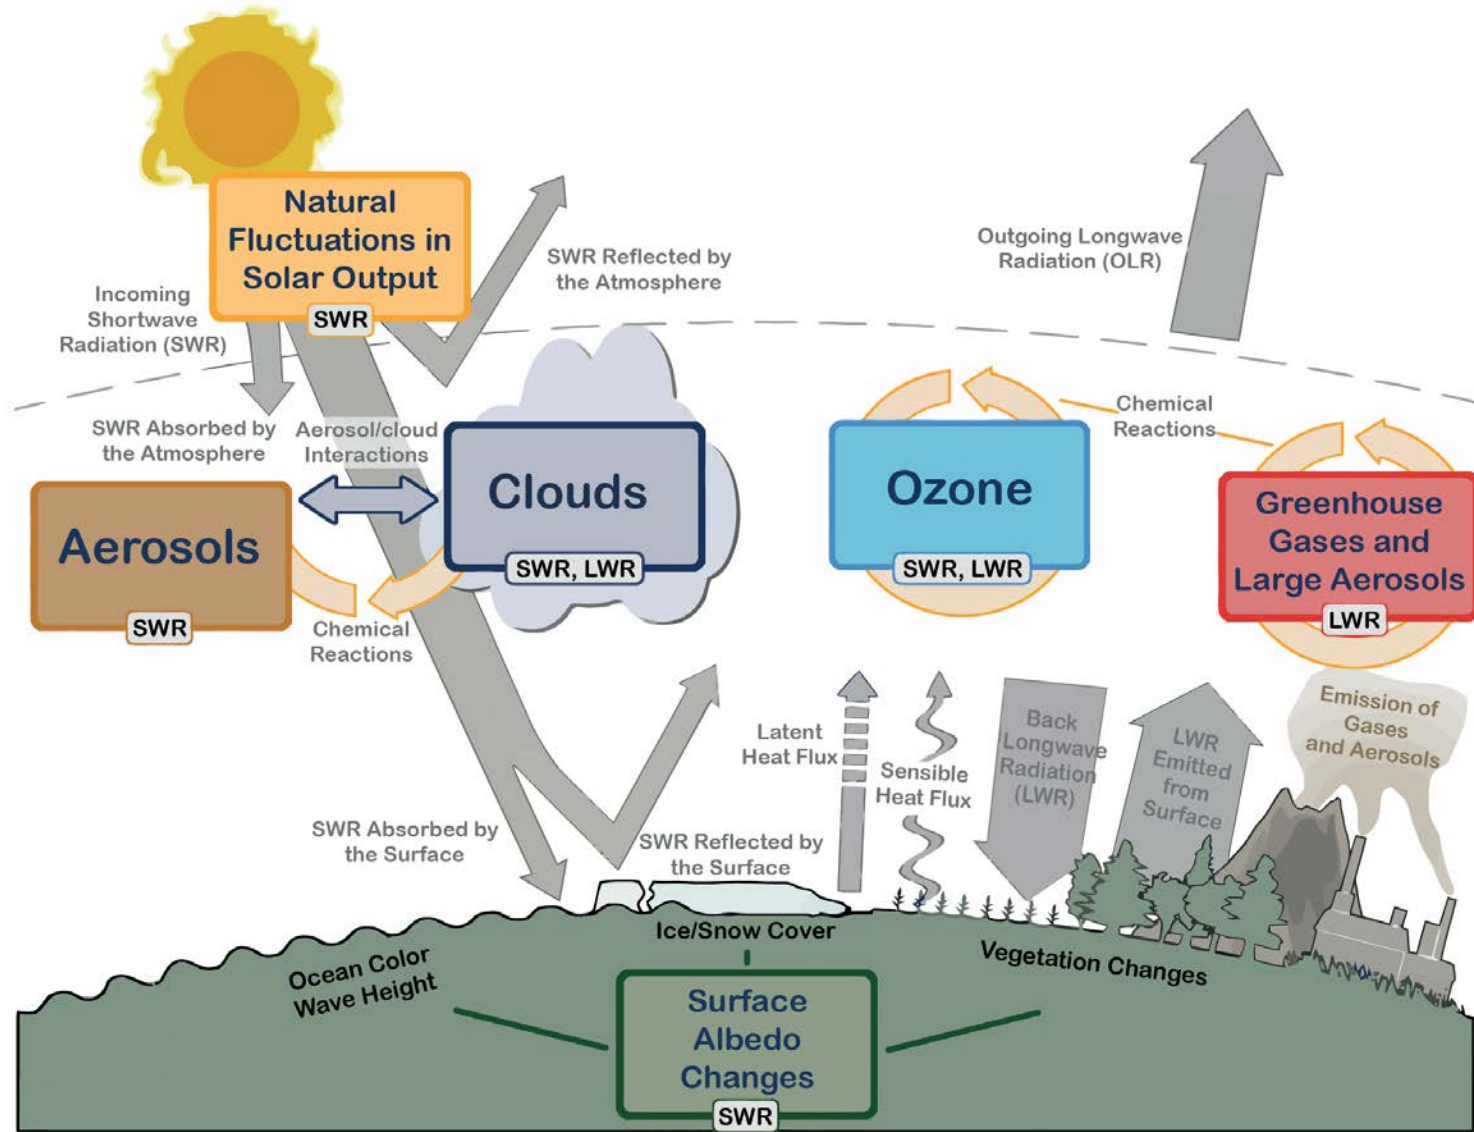 Natural
Fluctuations in
Solar Output
SWR
SWR Reflected by
the Atmosphere
Outgoing Longwave
Radiation (OLR)
Incoming
Shortwave
Radiation (SWR)
SWR Absorbed by
the Atmosphere
Aerosol/cloud
Interactions
Chemical
Reactions
Aerosols
SWR
Clouds
SWR, LWR
Ozone
SWR, LWR
Greenhouse
Gases and
Large Aerosols
LWR
Chemical
Reactions
Latent
Heat Flux
Sensible
Heat Flux
Back
Longwave
Radiation
(LWR)
LWR
Emitted
from
Surface
Emission of
Gases
and Aerosols
SWR Absorbed by
the Surface
SWR Reflected by
the Surface
Ocean Color
Wave Height
Ice/Snow Cover
Vegetation Changes
Surface
Albedo
Changes
SWR